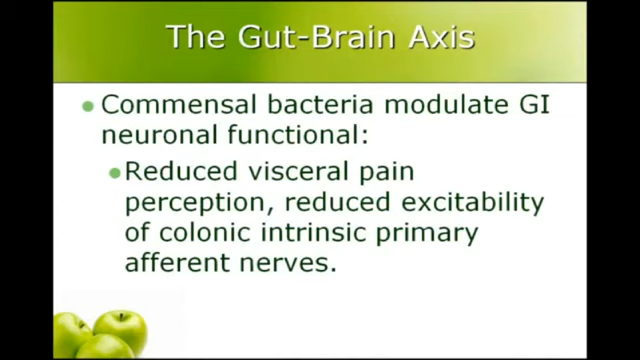 The Gut-Brain Axis
Commensal bacteria modulate GI
neuronal functional:
Reduced visceral pain
perception, reduced excitability
of colonic intrinsic primary
afferent nerves.